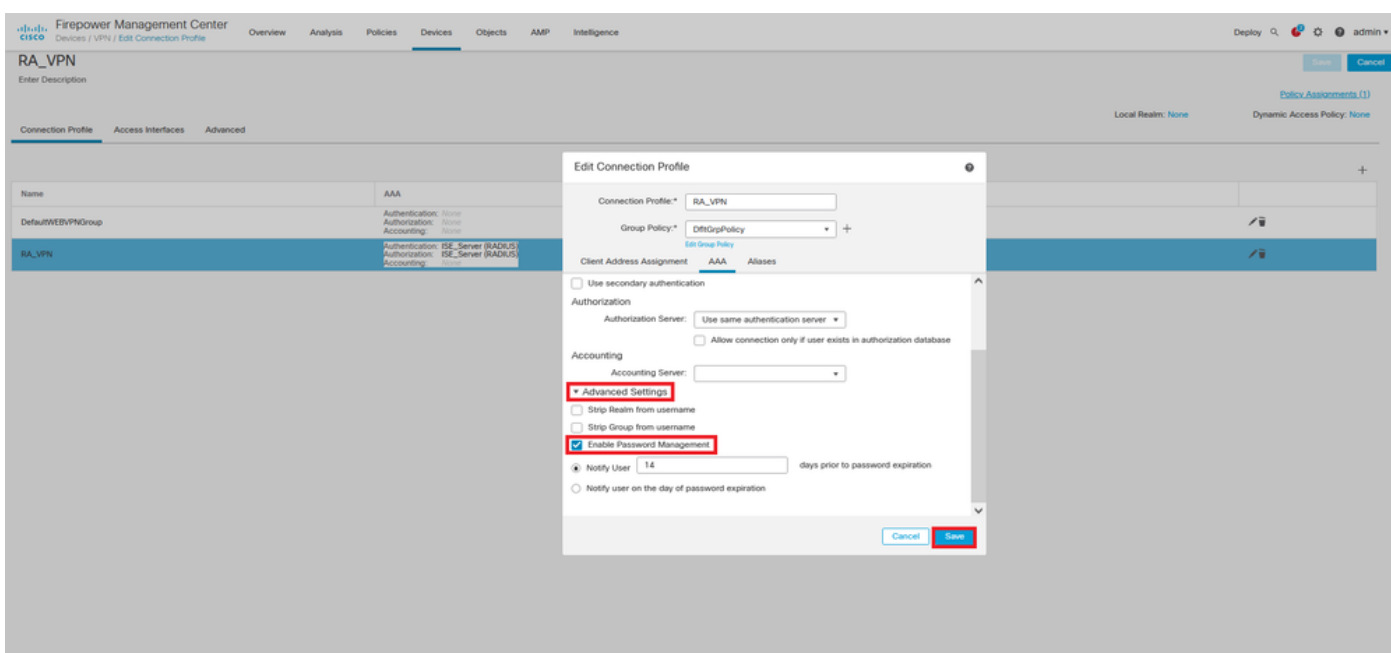 Firepower Management Center
CISCO Devices / VPN / Edit Connection Profile
Overview Analysis Policies Devices Objects AMP Intelligence
Deploy admin
RA_VPN
Save Cancel
Enter Description
Policy Assignments (1)
Local Realm: None Dynamic Access Policy: None
Connection Profile Access Interfaces Advanced
Name AAA
DefaultWEBVPNGroup
Authentication: None
Authorization: None
Accounting: None
RA_VPN
Authentication: ISE_Server (RADIUS)
Authorization: ISE_Server (RADIUS)
Accounting: None
Edit Connection Profile
Connection Profile:* RA_VPN
Group Policy:* DfltGrpPolicy
Edit Group Policy
Client Address Assignment AAA Aliases
Use secondary authentication
Authorization
Authorization Server: Use same authentication server
Allow connection only if user exists in authorization database
Accounting
Accounting Server:
Advanced Settings
Strip Realm from username
Strip Group from username
Enable Password Management
Notify User 14 days prior to password expiration
Notify user on the day of password expiration
Cancel Save